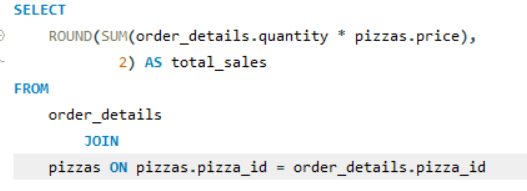 SELECT
ROUND(SUM(order_details.quantity * pizzas.price),
2) AS total_sales
FROM
order_details
JOIN
pizzas ON pizzas.pizza_id = order_details.pizza_id